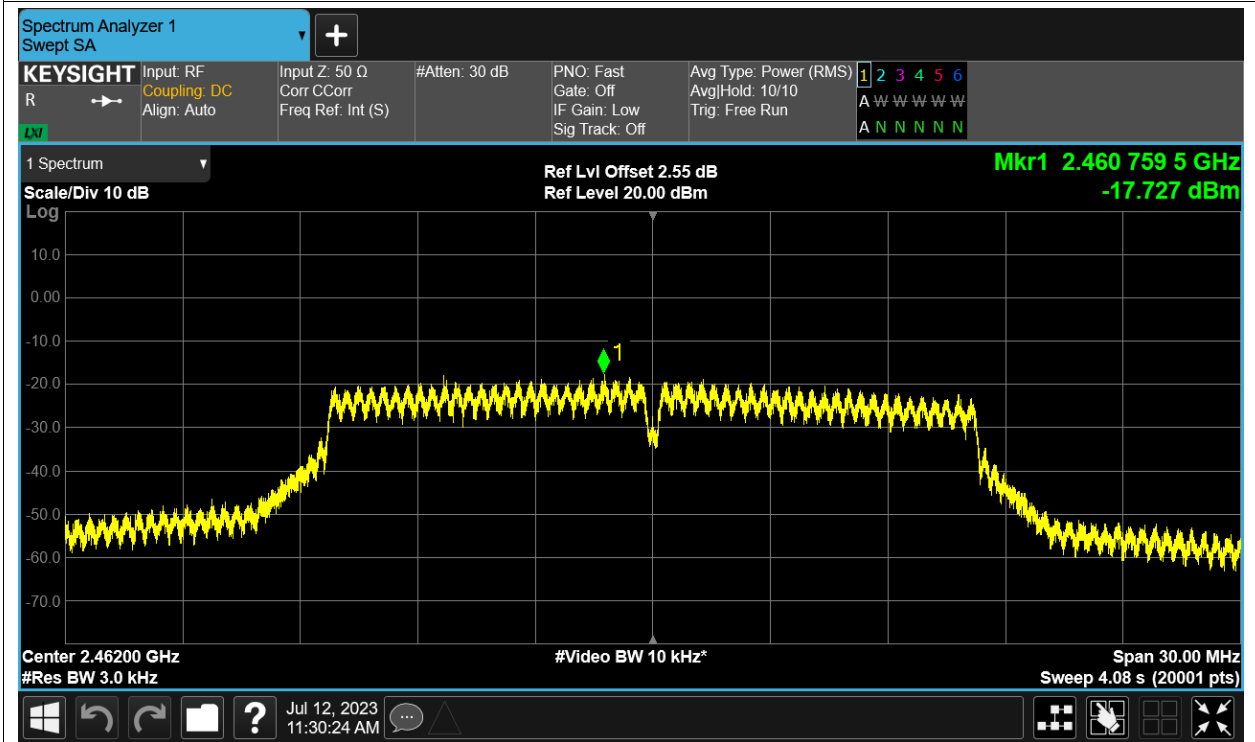 Spectrum Analyzer 1
Swept SA
KEYSIGHT
R
LXI
Input: RF
Coupling: DC
Align: Auto
Input Z: 50 Ω
Corr CCorr
Freq Ref: Int (S)
#Atten: 30 dB
PNO: Fast
Gate: Off
IF Gain: Low
Sig Track: Off
Avg Type: Power (RMS)
Avg|Hold: 10/10
Trig: Free Run
1 2 3 4 5 6
A W W W W W
A N N N N N
1 Spectrum
Scale/Div 10 dB
Log
Ref Lvl Offset 2.55 dB
Ref Level 20.00 dBm
Mkr1 2.460 759 5 GHz
-17.727 dBm
10.0
0.00
-10.0
1
-20.0
-30.0
-40.0
-50.0
-60.0
-70.0
Center 2.46200 GHz
#Res BW 3.0 kHz
#Video BW 10 kHz*
Span 30.00 MHz
Sweep 4.08 s (20001 pts)
?
Jul 12, 2023
11:30:24 AM